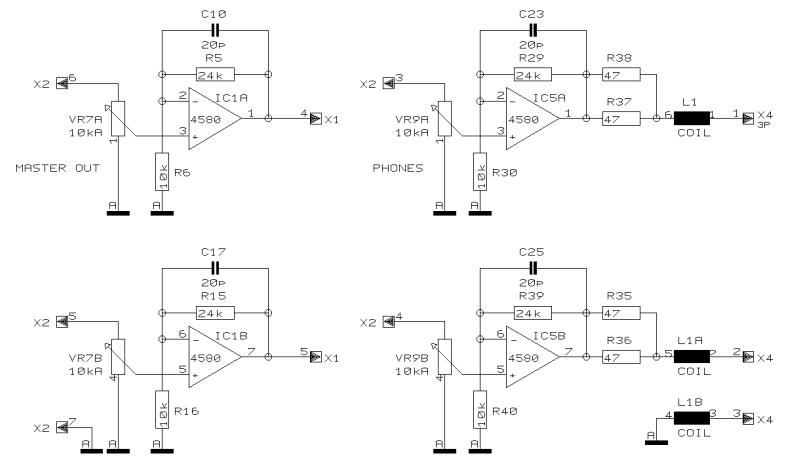 C10
20p
R5
24k
X2 6
2
IC1A
4580
1
4 X1
VR7A
10kA
1
3
10k
R6
MASTER OUT
A
A
C23
20p
R29
24k
R38
47
X2 3
2
IC5A
4580
1
R37
47
L1
6
1
COIL
1 X4
3P
VR9A
10kA
1
3
10k
R30
PHONES
A
A
C17
20p
R15
24k
X2 5
6
IC1B
4580
7
5 X1
VR7B
10kA
4
5
10k
R16
X2 7
A
A
A
C25
20p
R39
24k
R35
47
X2 4
6
IC5B
4580
7
R36
47
L1A
5
2
COIL
2 X4
VR9B
10kA
4
5
10k
R40
A
A
L1B
4
3
COIL
3 X4
A